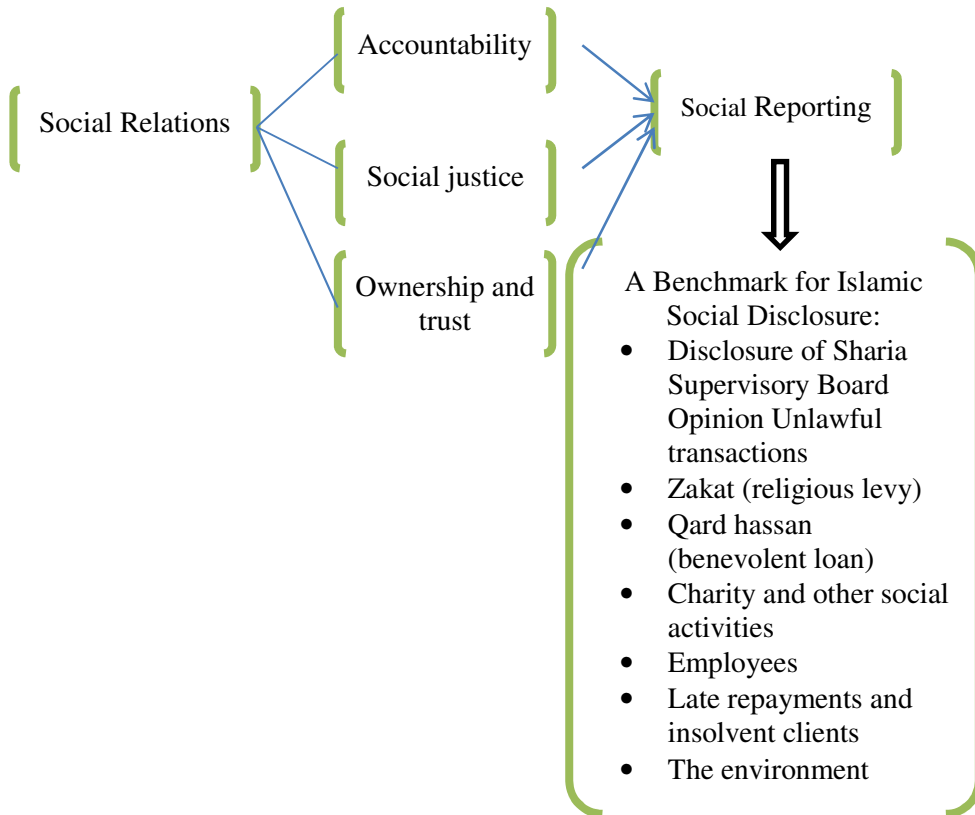 Social Relations
Accountability
Social justice
Ownership and
trust
Social Reporting
A Benchmark for Islamic
Social Disclosure:
• Disclosure of Sharia
Supervisory Board
Opinion Unlawful
transactions
• Zakat (religious levy)
• Qard hassan
(benevolent loan)
• Charity and other social
activities
• Employees
• Late repayments and
insolvent clients
• The environment